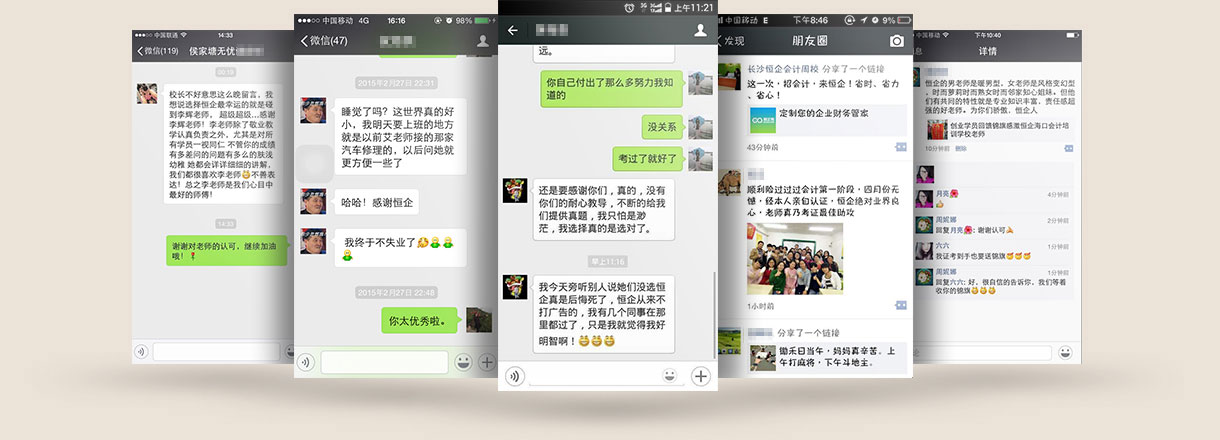 中国联通
14:33
微信(119)
侯家塘无优
00:10
校长不好意思这么晚留言，我
想说选择恒企最幸运的就是碰
到李辉老师， 超级超级...感谢
李辉老师！李老师除了敬业教
学认真负责之外、尤其是对所
有学员一视同仁 不管你的成绩
有多差问的问题有多么的肤浅
幼稚 她都会详详细细的讲解，
我们都很喜欢李老师 不善表
达！总之李老师是我们心目中
最好的师傅!
14:33
谢谢对老师的认可，继续加油
哦！
中国移动 4G
16:16
98%
微信(47)
2015年2月27日 22:31
睡觉了吗？这世界真的好
小，我明天要上班的地方
就是以前艾老师接的那家
汽车修理的，以后问她就
更方便一些了
哈哈！感谢恒企
我终于不失业了
2015年2月27日 22:48
你太优秀啦。
上午11:21
远。
你自己付出了那么多努力我知
道的
没关系
考过了就好了
还是要感谢你们，真的，没有
你们的耐心教导，不断的给我
们提供真题，我只怕是渺
茫，我选择真的是选对了。
早上11:16
我今天旁听别人说她们没选恒
企真是后悔死了，恒企从来不
打广告的，我有几个同事在那
里都过了，只是我就觉得我好
明智啊！
中国移动 E
下午8:46
9%
发现
朋友圈
长沙恒企会计周校 分享了一个链接
这一次，招会计，来恒企！省时、省力
、省心！
定制您的企业财务管家
43分钟前
顺利险过过过会计第一阶段，四月份无
憾，经本人亲自认证，恒企绝对业界良
心，老师真乃考证最佳助攻
1小时前
分享了一个链接
锄禾日当午，妈妈真辛苦。上
午打麻将，下午斗地主。
中国移动
下午10:40
息
详情
恒企的男老师是暖男型，女老师是风格变幻型
，时而萝莉时而熟女时而邻家知心姐妹，但他
们有共同的特性就是专业知识丰富，责任感超
强的好老师。为你们骄傲，恒企人
创业学员回馈锦旗感激恒企海口会计培
训学校老师
10分钟前 删除
月亮
4分钟前
周妮娜
2分钟前
回复月亮: 谢谢认可
六六
1分钟前
我证考到手也要送锦旗
周妮娜
1分钟前
回复六六: 好，很自信的告诉你，我们等着
收你的锦旗